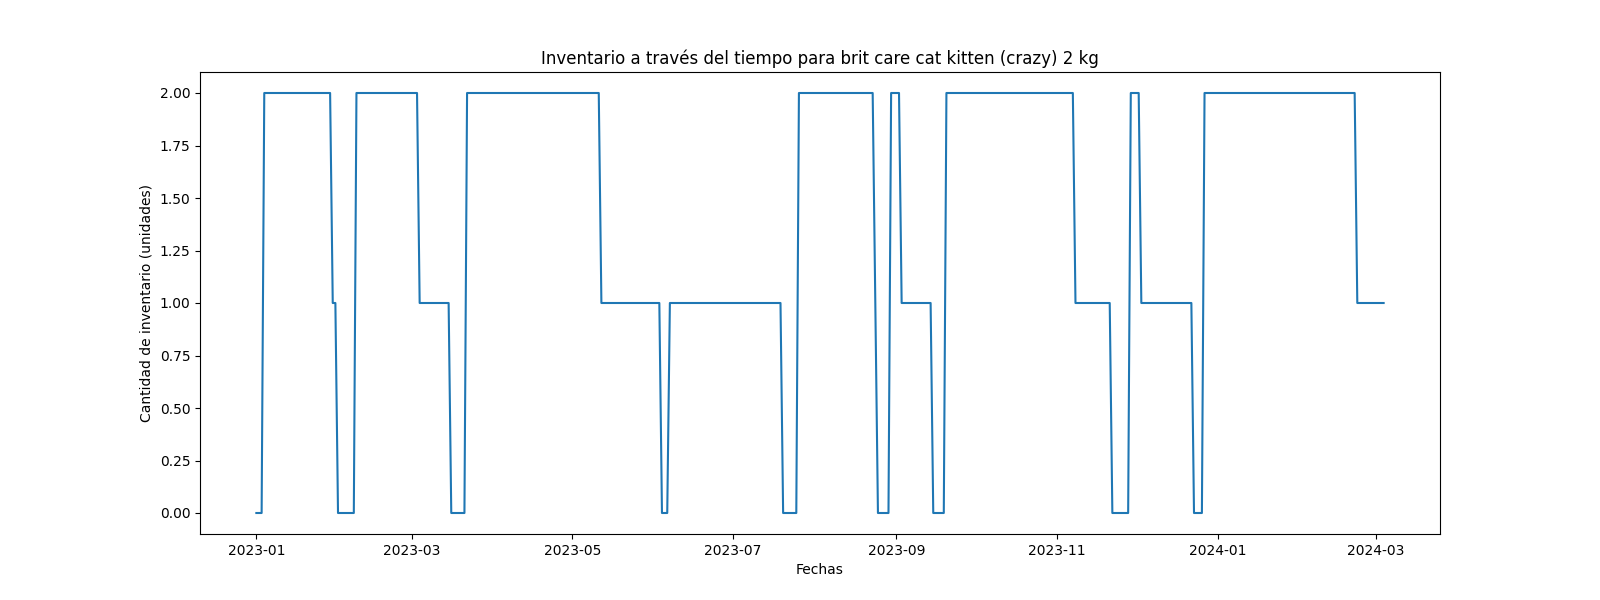 Inventario a través del tiempo para brit care cat kitten (crazy) 2 kg
Cantidad de inventario (unidades)
2.00
1.75
1.50
1.25
1.00
0.75
0.50
0.25
0.00
2023-01 2023-03 2023-05 2023-07 2023-09 2023-11 2024-01 2024-03
Fechas